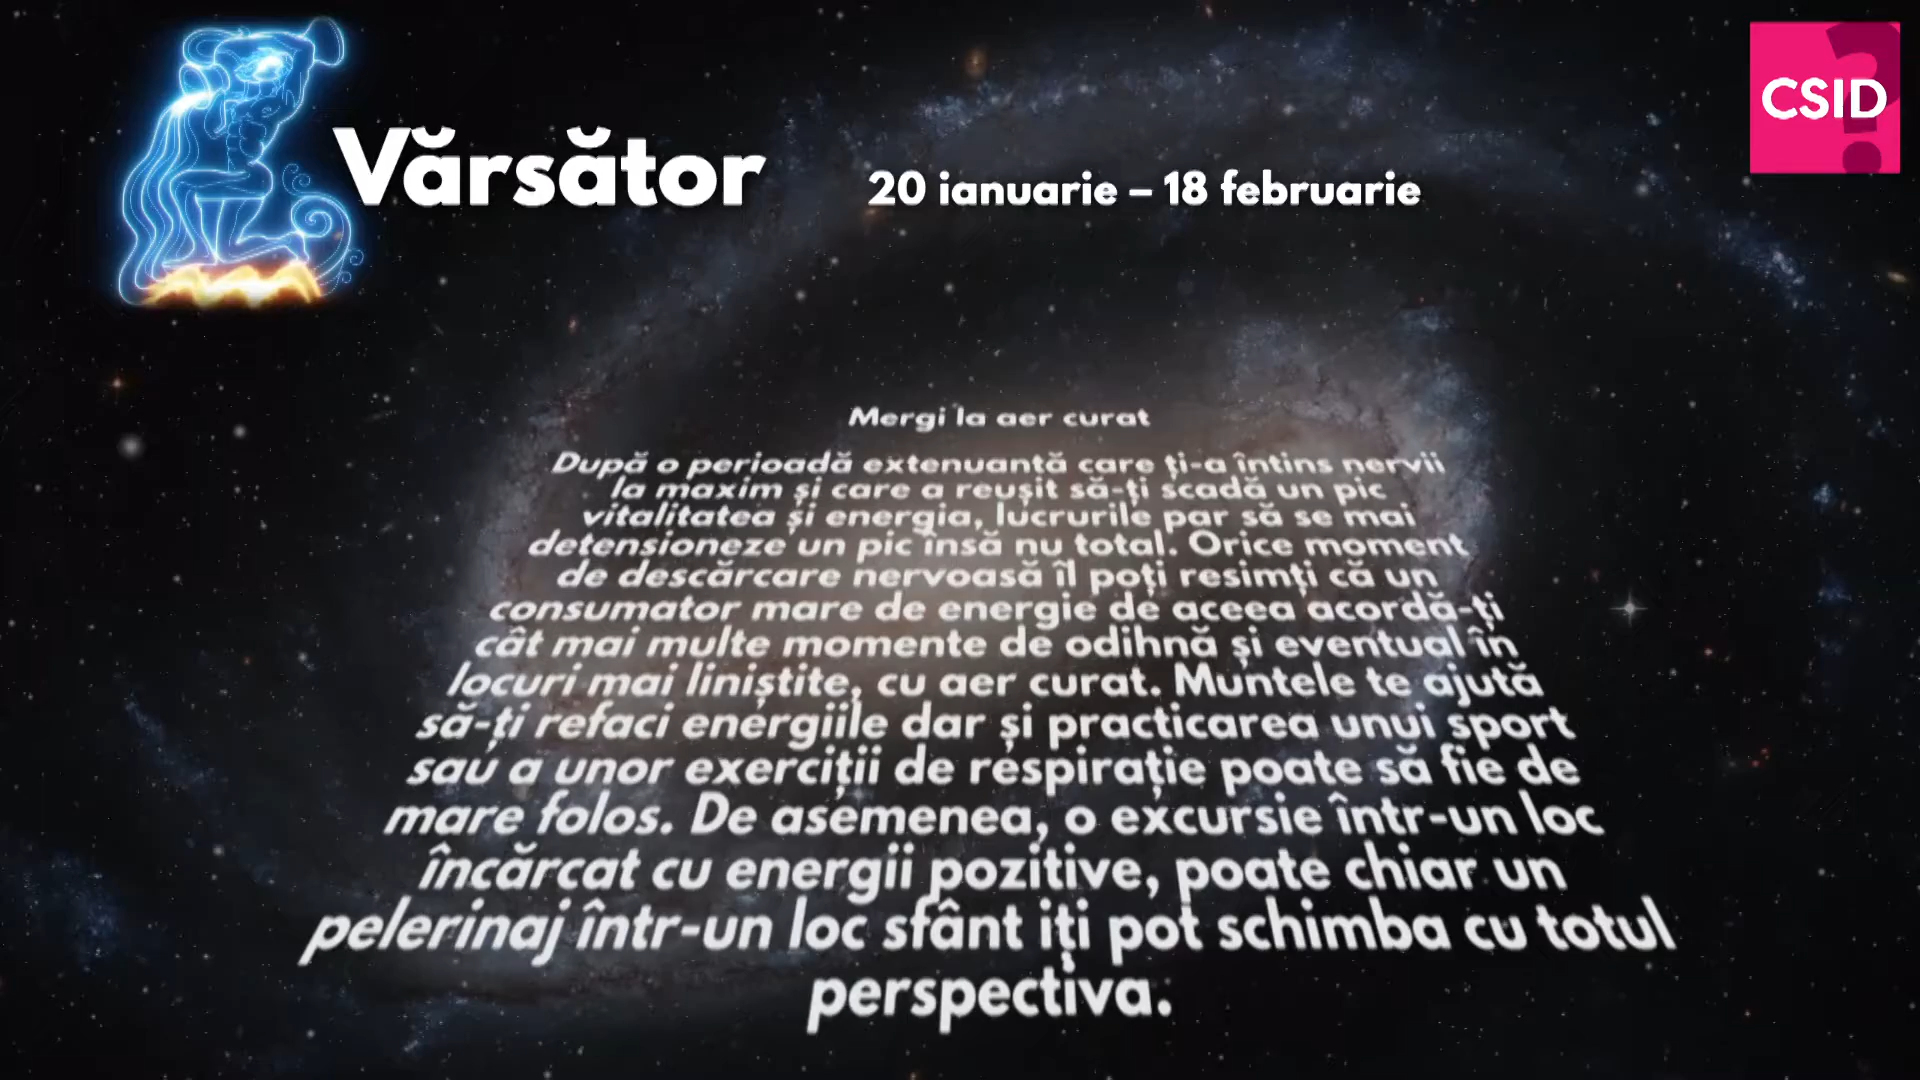 Vărsător
20 ianuarie – 18 februarie
CSID
?
Mergi la aer curat
După o perioadă extenuantă care ți-a întins nervii
la maxim și care a reușit să-ți scadă un pic
vitalitatea și energia, lucrurile par să se mai
detensioneze un pic însă nu total. Orice moment
de descărcare nervoasă îl poți resimți că un
consumator mare de energie de aceea acordă-ți
cât mai multe momente de odihnă și eventual în
locuri mai liniștite, cu aer curat. Muntele te ajută
să-ți refaci energiile dar și practicarea unui sport
sau a unor exerciții de respirație poate să fie de
mare folos. De asemenea, o excursie într-un loc
încărcat cu energii pozitive, poate chiar un
pelerinaj într-un loc sfânt iți pot schimba cu totul
perspectiva.